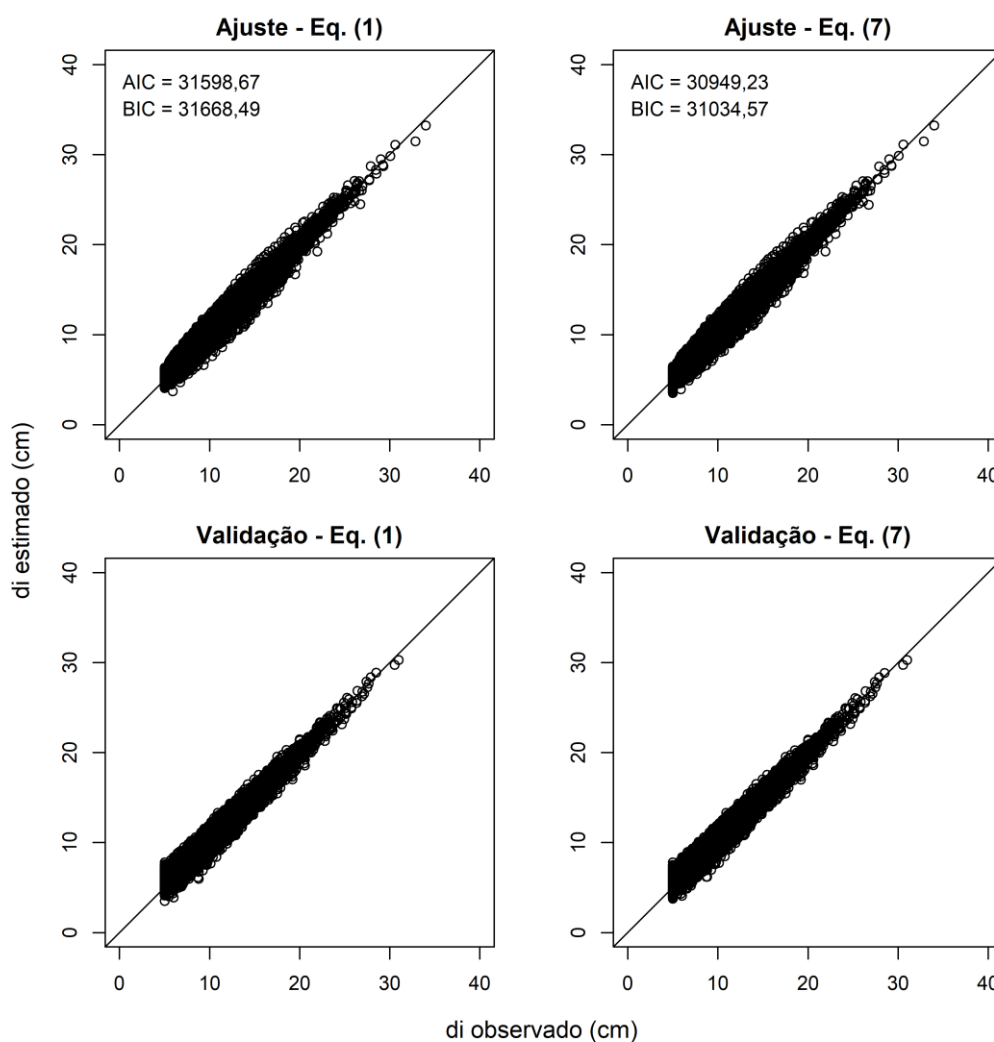 Ajuste - Eq. (1)
AIC = 31598,67
BIC = 31668,49
40
30
20
10
0
0 10 20 30 40
Ajuste - Eq. (7)
AIC = 30949,23
BIC = 31034,57
40
30
20
10
0
0 10 20 30 40
di estimado (cm)
Validação - Eq. (1)
40
30
20
10
0
0 10 20 30 40
Validação - Eq. (7)
40
30
20
10
0
0 10 20 30 40
di observado (cm)